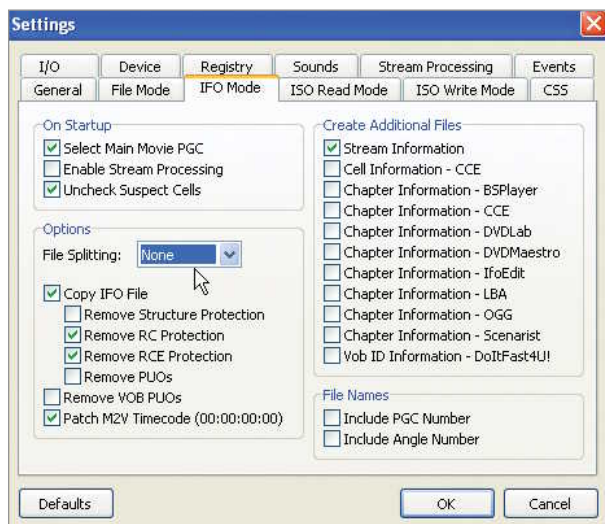 Settings
I/O
Device
Registry
Sounds
Stream Processing
Events
General
File Mode
IFO Mode
ISO Read Mode
ISO Write Mode
CSS
On Startup
Select Main Movie PGC
Enable Stream Processing
Uncheck Suspect Cells
Options
File Splitting: None
Copy IFO File
Remove Structure Protection
Remove RC Protection
Remove RCE Protection
Remove PUOs
Remove VOB PUOs
Patch M2V Timecode (00:00:00:00)
Create Additional Files
Stream Information
Cell Information - CCE
Chapter Information - BSPlayer
Chapter Information - CCE
Chapter Information - DVDLab
Chapter Information - DVDMaestro
Chapter Information - IfoEdit
Chapter Information - LBA
Chapter Information - OGG
Chapter Information - Scenarist
Vob ID Information - DoItFast4U!
File Names
Include PGC Number
Include Angle Number
Defaults
OK
Cancel